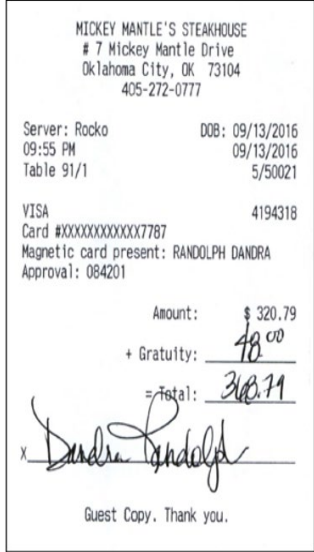 MICKEY MANTLE'S STEAKHOUSE
# 7 Mickey Mantle Drive
Oklahoma City, OK 73104
405-272-0777
Server: Rocko DOB: 09/13/2016
09:55 PM 09/13/2016
Table 91/1 5/50021
VISA 4194318
Card #XXXXXXXXXXXX7787
Magnetic card present: RANDOLPH DANDRA
Approval: 084201
Amount: $ 320.79
+ Gratuity: 48.00
= Total: 368.79
X Dandra Randolph
Guest Copy. Thank you.